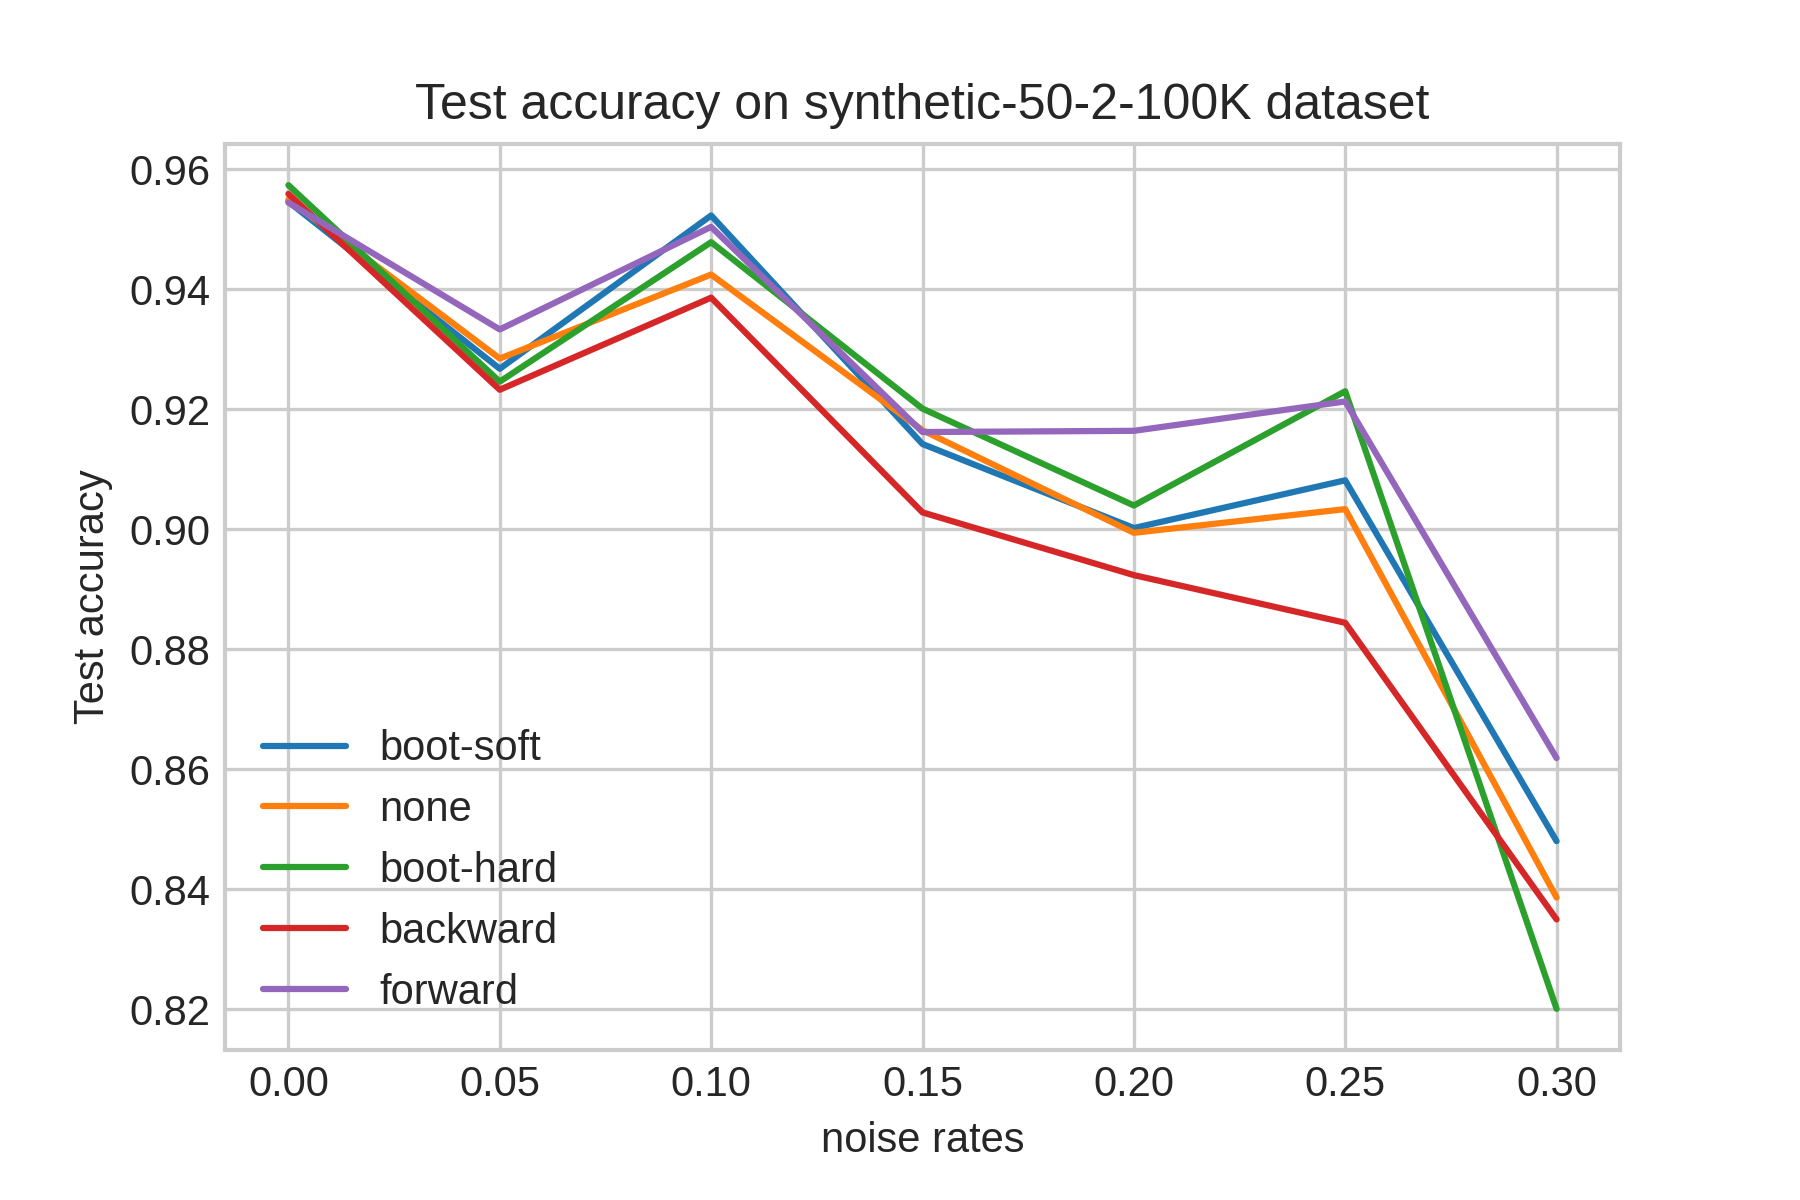 Test accuracy on synthetic-50-2-100K dataset
0.96
0.94
0.92
0.90
0.88
0.86
0.84
0.82
Test accuracy
boot-soft
none
boot-hard
backward
forward
0.00 0.05 0.10 0.15 0.20 0.25 0.30
noise rates